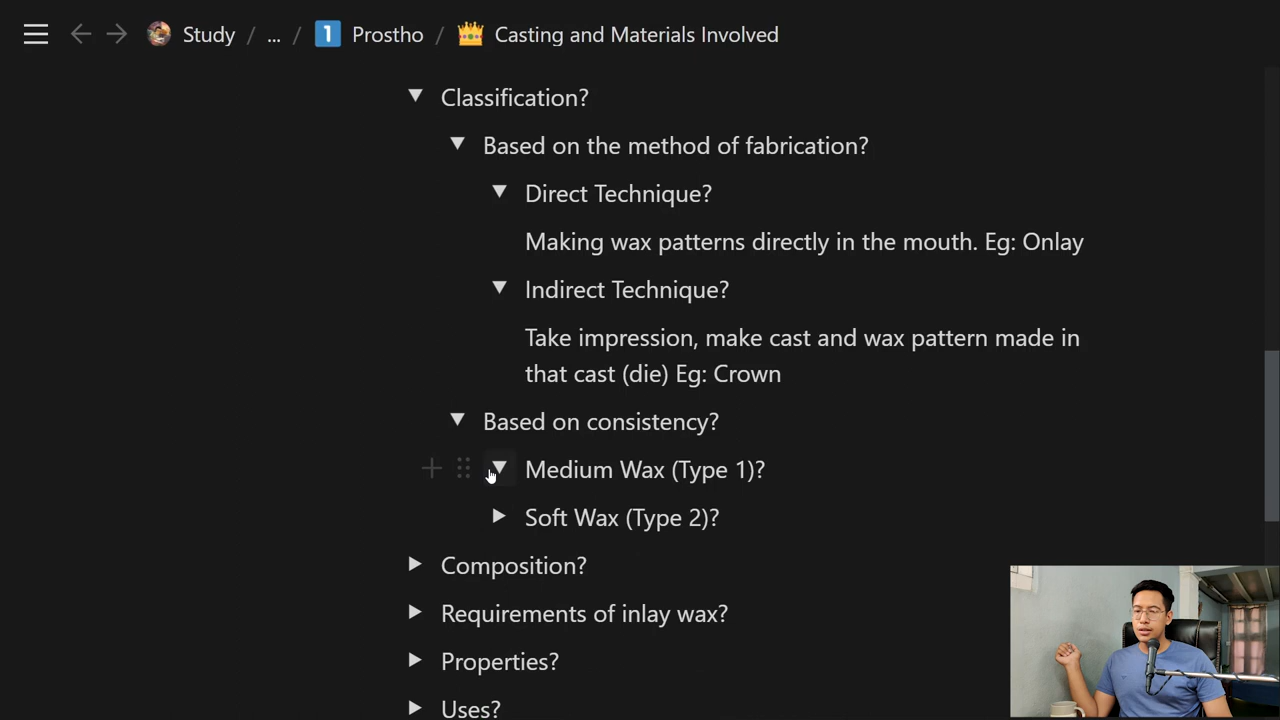 Study / ... / 1 Prostho / Casting and Materials Involved
Classification?
Based on the method of fabrication?
Direct Technique?
Making wax patterns directly in the mouth. Eg: Onlay
Indirect Technique?
Take impression, make cast and wax pattern made in
that cast (die) Eg: Crown
Based on consistency?
Medium Wax (Type 1)?
Soft Wax (Type 2)?
Composition?
Requirements of inlay wax?
Properties?
Uses?